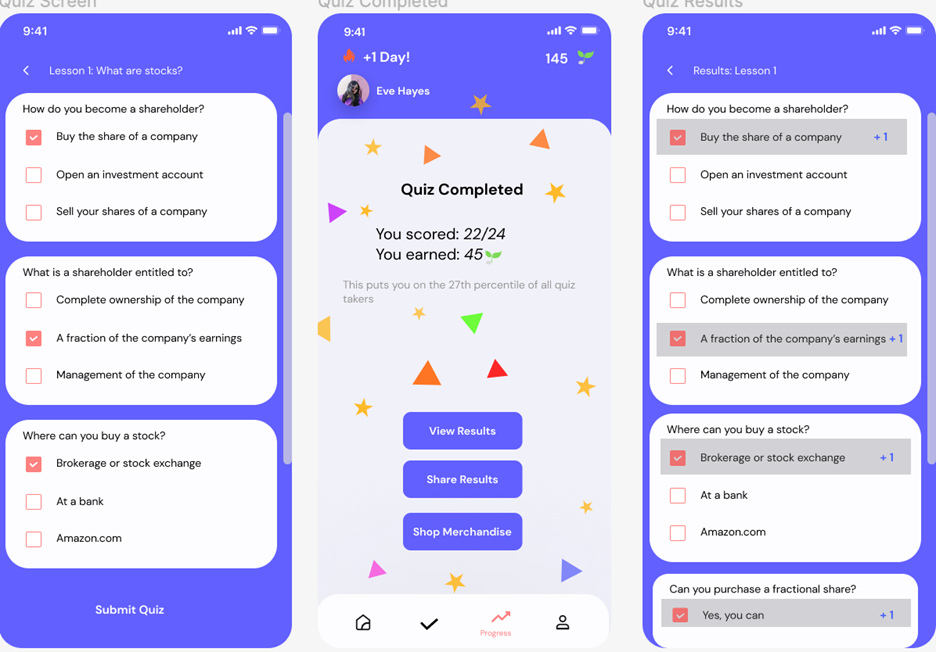 Quiz Screen
9:41
Lesson 1: What are stocks?
How do you become a shareholder?
Buy the share of a company
Open an investment account
Sell your shares of a company
What is a shareholder entitled to?
Complete ownership of the company
A fraction of the company's earnings
Management of the company
Where can you buy a stock?
Brokerage or stock exchange
At a bank
Amazon.com
Submit Quiz
Quiz Completed
9:41
+1 Day!
145
Eve Hayes
Quiz Completed
You scored: 22/24
You earned: 45
This puts you on the 27th percentile of all quiz
takers
View Results
Share Results
Shop Merchandise
Progress
Quiz Results
9:41
Results: Lesson 1
How do you become a shareholder?
Buy the share of a company + 1
Open an investment account
Sell your shares of a company
What is a shareholder entitled to?
Complete ownership of the company
A fraction of the company's earnings + 1
Management of the company
Where can you buy a stock?
Brokerage or stock exchange + 1
At a bank
Amazon.com
Can you purchase a fractional share?
Yes, you can + 1